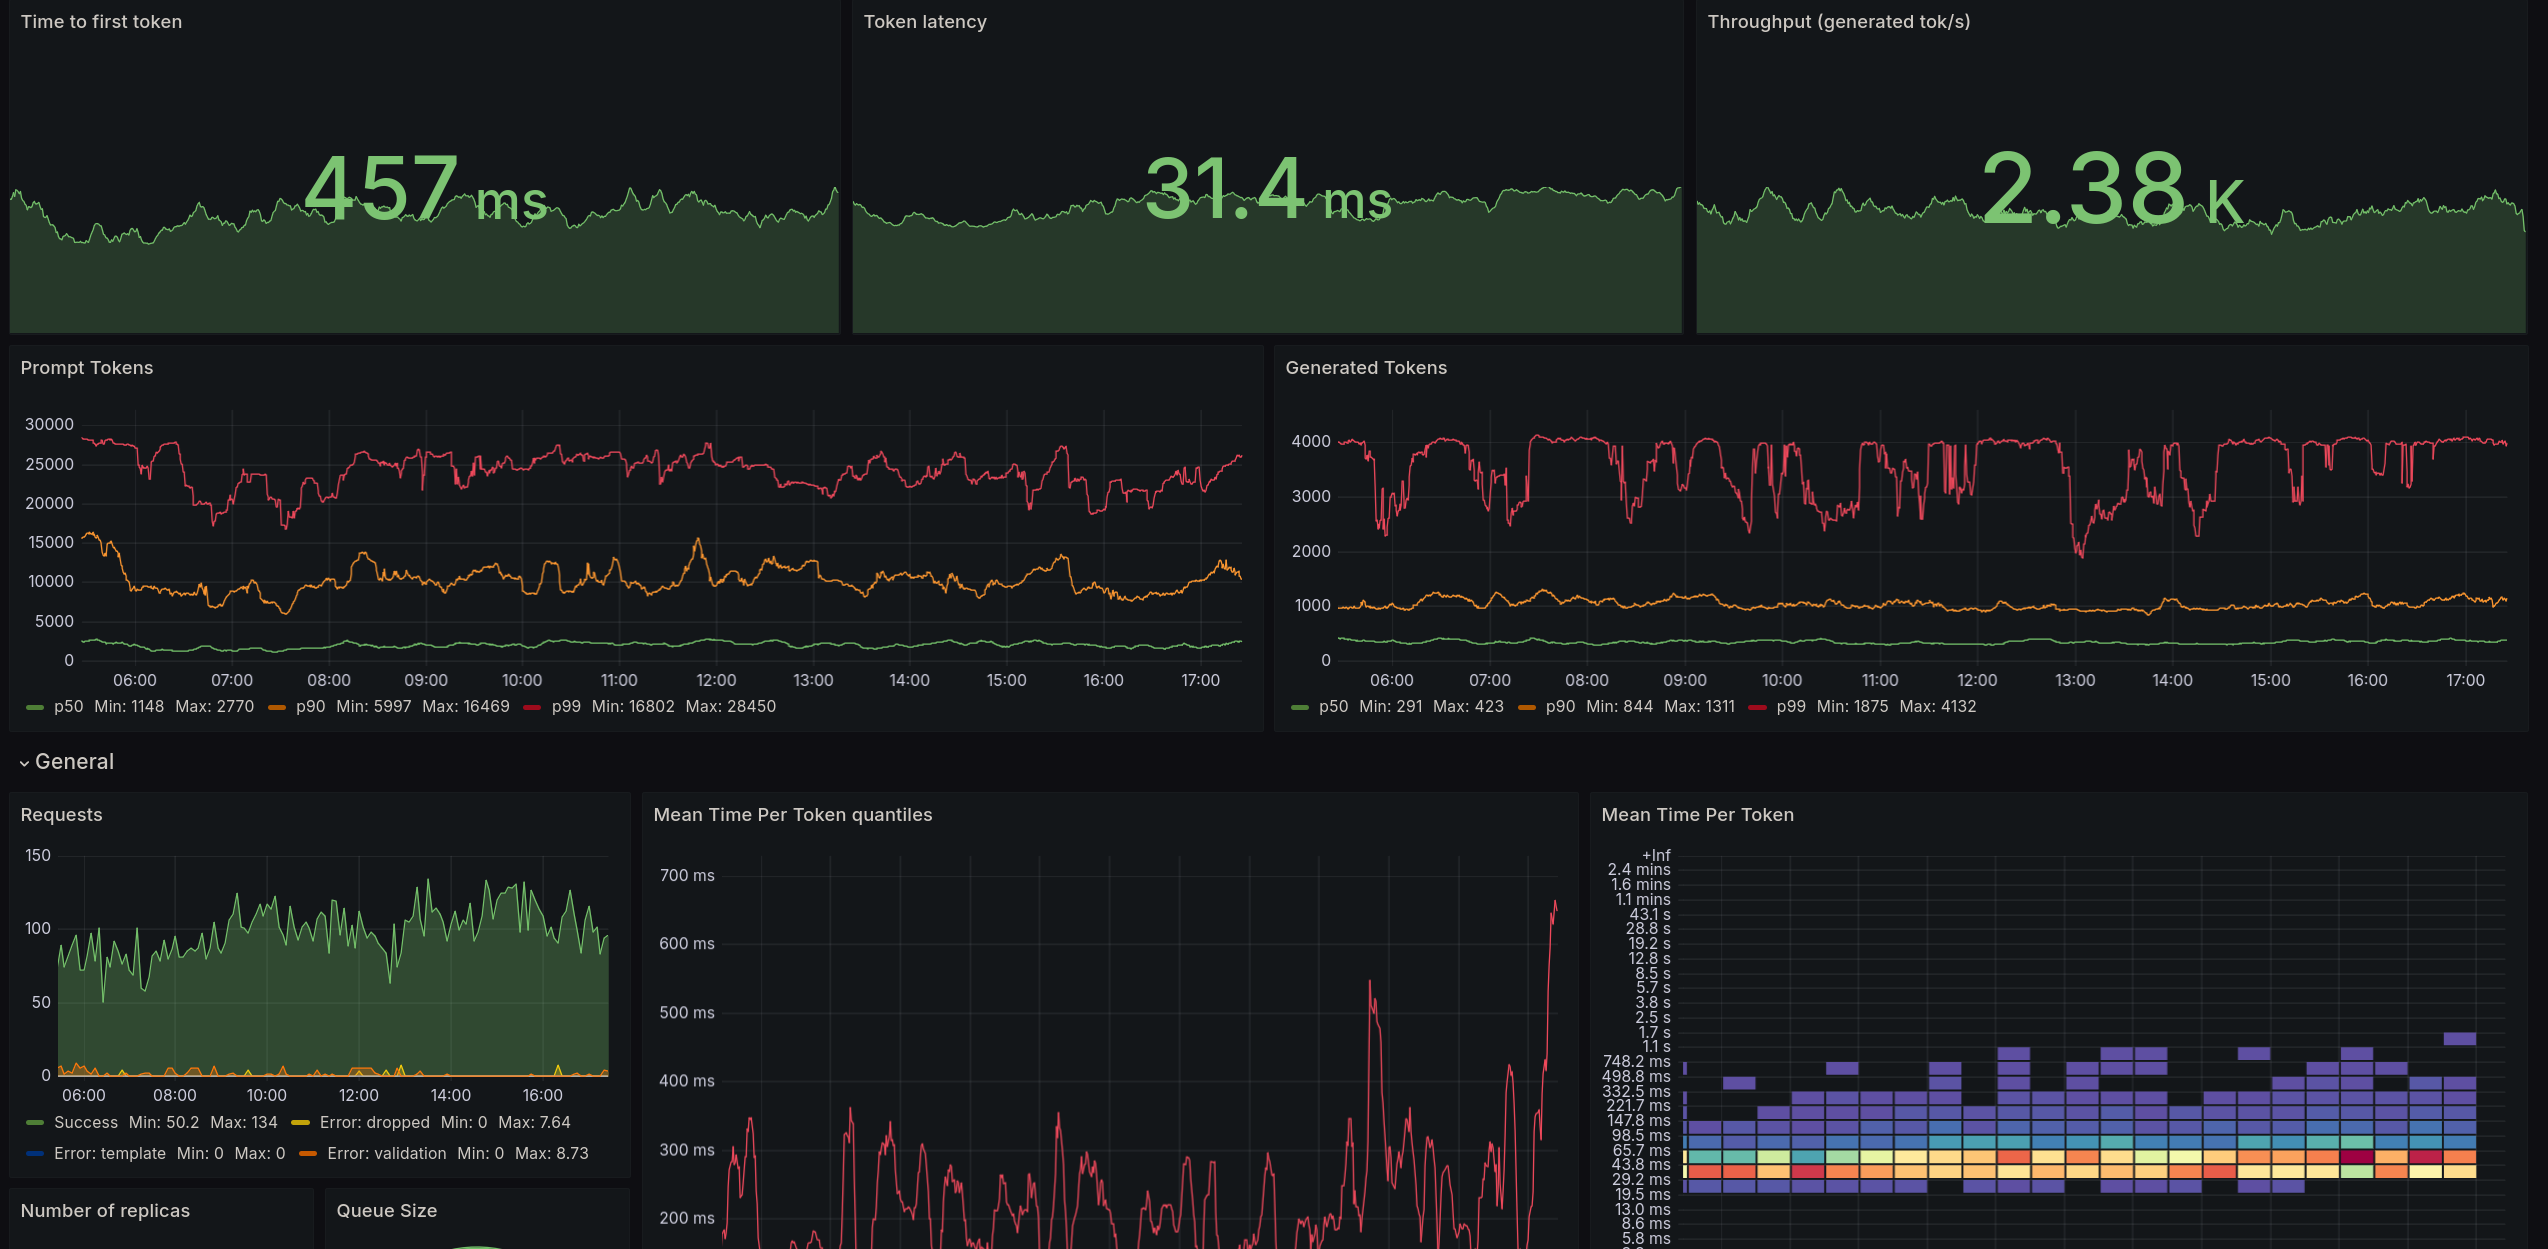 Time to first token
Token latency
Throughput (generated tok/s)
457 ms
31.4 ms
2.38 K
Prompt Tokens
30000
25000
20000
15000
10000
5000
0
06:00 07:00 08:00 09:00 10:00 11:00 12:00 13:00 14:00 15:00 16:00 17:00
p50 Min: 1148 Max: 2770 p90 Min: 5997 Max: 16469 p99 Min: 16802 Max: 28450
Generated Tokens
4000
3000
2000
1000
0
06:00 07:00 08:00 09:00 10:00 11:00 12:00 13:00 14:00 15:00 16:00 17:00
p50 Min: 291 Max: 423 p90 Min: 844 Max: 1311 p99 Min: 1875 Max: 4132
General
Requests
150
100
50
0
06:00 08:00 10:00 12:00 14:00 16:00
Success Min: 50.2 Max: 134 Error: dropped Min: 0 Max: 7.64
Error: template Min: 0 Max: 0 Error: validation Min: 0 Max: 8.73
Number of replicas
Queue Size
Mean Time Per Token quantiles
700 ms
600 ms
500 ms
400 ms
300 ms
200 ms
Mean Time Per Token
+Inf
2.4 mins
1.6 mins
1.1 mins
43.1 s
28.8 s
19.2 s
12.8 s
8.5 s
5.7 s
3.8 s
2.5 s
1.7 s
1.1 s
748.2 ms
498.8 ms
332.5 ms
221.7 ms
147.8 ms
98.5 ms
65.7 ms
43.8 ms
29.2 ms
19.5 ms
13.0 ms
8.6 ms
5.8 ms